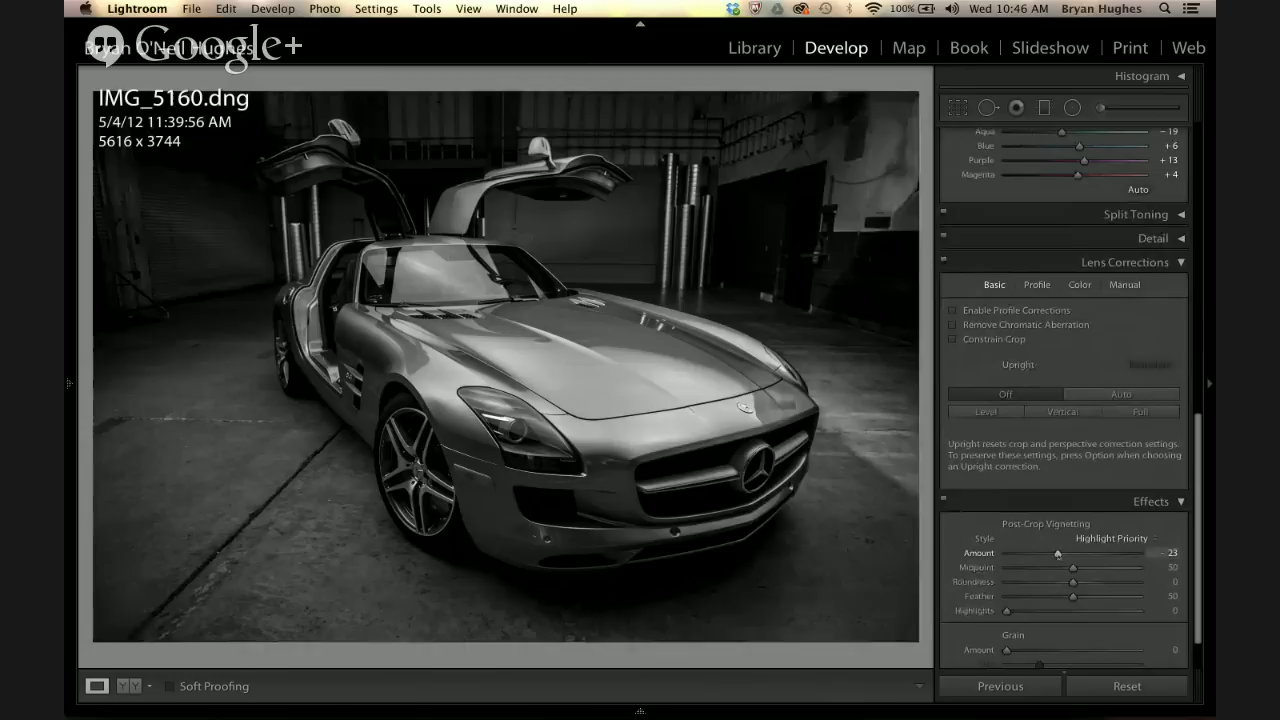 Lightroom File Edit Develop Photo Settings Tools View Window Help 100% Wed 10:46 AM Bryan Hughes
Bryan O'Neil Hughes
Google+
Library | Develop | Map | Book | Slideshow | Print | Web
IMG_5160.dng
5/4/12 11:39:56 AM
5616 x 3744
Histogram
Aqua - 19
Blue + 6
Purple + 13
Magenta + 4
Auto
Split Toning
Detail
Lens Corrections
Basic Profile Color Manual
Enable Profile Corrections
Remove Chromatic Aberration
Constrain Crop
Upright
Off Auto
Level Vertical Full
Upright resets crop and perspective correction settings.
To preserve these settings, press Option when choosing
an Upright correction.
Effects
Post-Crop Vignetting
Style Highlight Priority
Amount - 23
Midpoint 50
Roundness 0
Feather 50
Highlights 0
Grain
Amount 0
Soft Proofing
Previous Reset